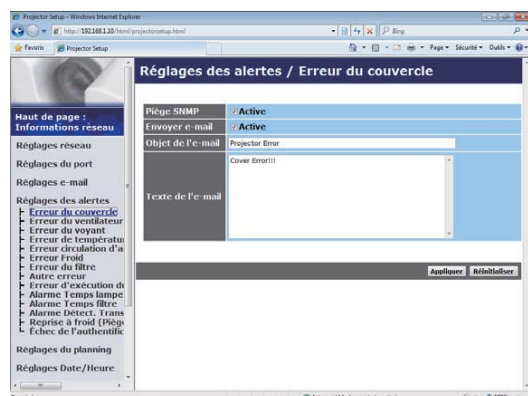 Projector Setup - Windows Internet Explorer
http://192.168.1.10/html/projectorsetup.html
Bing
Favoris
Projector Setup
Page
Sécurité
Outils
Réglages des alertes / Erreur du couvercle
Haut de page :
Informations réseau
Réglages réseau
Réglages du port
Réglages e-mail
Réglages des alertes
Erreur du couvercle
Erreur du ventilateur
Erreur du voyant
Erreur de températu
Erreur circulation d'a
Erreur Froid
Erreur du filtre
Autre erreur
Erreur d'exécution d
Alarme Temps lampe
Alarme Temps filtre
Alarme Détect. Trans
Reprise à froid (Pièg
Échec de l'authentific
Réglages du planning
Réglages Date/Heure
Piège SNMP
Active
Envoyer e-mail
Active
Objet de l'e-mail
Projector Error
Texte de l'e-mail
Cover Error!!!
Appliquer
Réinitialiser